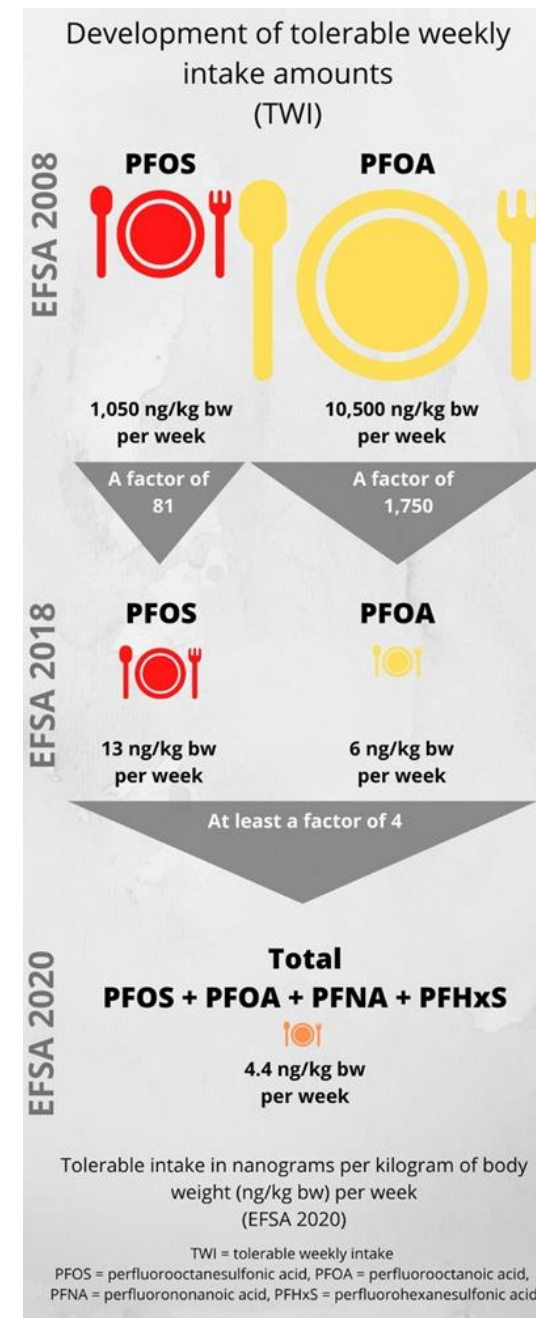 Development of tolerable weekly
intake amounts
(TWI)
EFSA 2008
PFOS
PFOA
1,050 ng/kg bw
per week
10,500 ng/kg bw
per week
A factor of
81
A factor of
1,750
EFSA 2018
PFOS
PFOA
13 ng/kg bw
per week
6 ng/kg bw
per week
At least a factor of 4
EFSA 2020
Total
PFOS + PFOA + PFNA + PFHxS
4.4 ng/kg bw
per week
Tolerable intake in nanograms per kilogram of body
weight (ng/kg bw) per week
(EFSA 2020)
TWI = tolerable weekly intake
PFOS = perfluorooctanesulfonic acid, PFOA = perfluorooctanoic acid,
PFNA = perfluorononanoic acid, PFHxS = perfluorohexanesulfonic acid